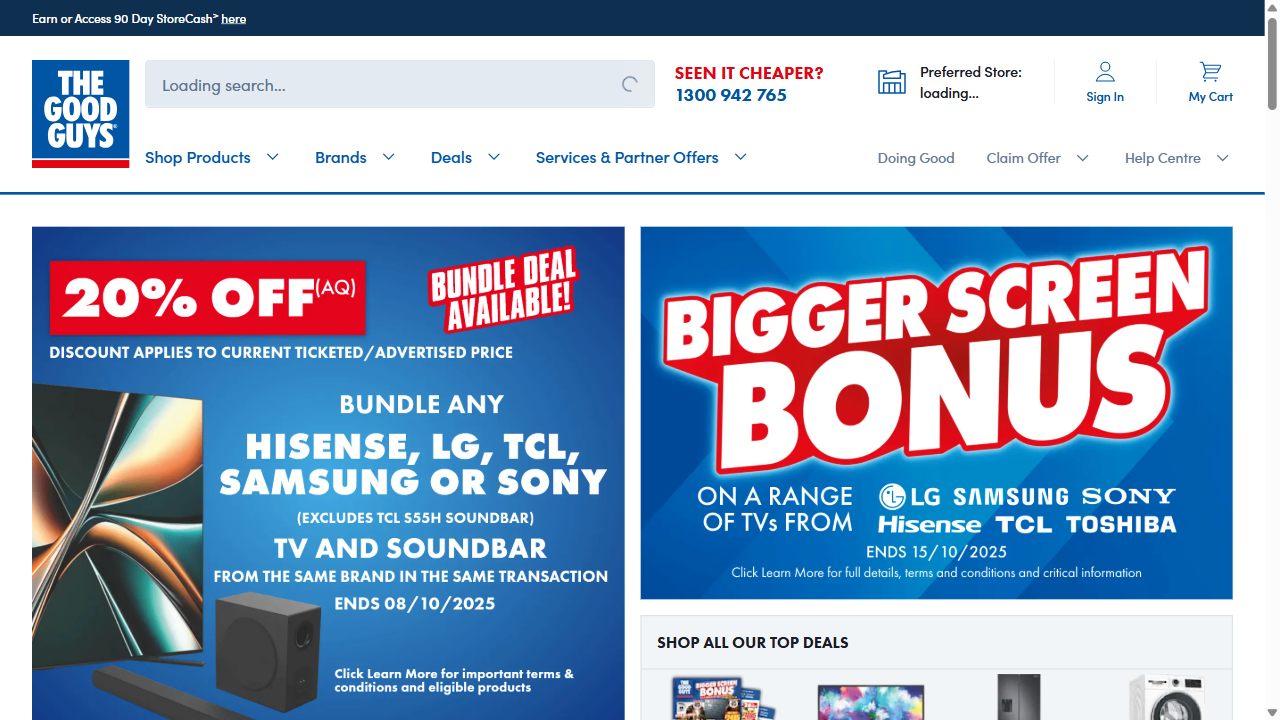 Earn or Access 90 Day StoreCash> here
THE
GOOD
GUYS®
Loading search...
SEEN IT CHEAPER?
1300 942 765
Preferred Store:
loading...
Sign In
My Cart
Shop Products
Brands
Deals
Services & Partner Offers
Doing Good
Claim Offer
Help Centre
20% OFF(AQ)
BUNDLE DEAL
AVAILABLE!
DISCOUNT APPLIES TO CURRENT TICKETED/ADVERTISED PRICE
BUNDLE ANY
HISENSE, LG, TCL,
SAMSUNG OR SONY
(EXCLUDES TCL S55H SOUNDBAR)
TV AND SOUNDBAR
FROM THE SAME BRAND IN THE SAME TRANSACTION
ENDS 08/10/2025
Click Learn More for important terms &
conditions and eligible products
BIGGER SCREEN
BONUS
ON A RANGE
OF TVs FROM
LG SAMSUNG SONY
Hisense TCL TOSHIBA
ENDS 15/10/2025
Click Learn More for full details, terms and conditions and critical information
SHOP ALL OUR TOP DEALS
THE
GOOD
GUYS
BIGGER SCREEN
BONUS